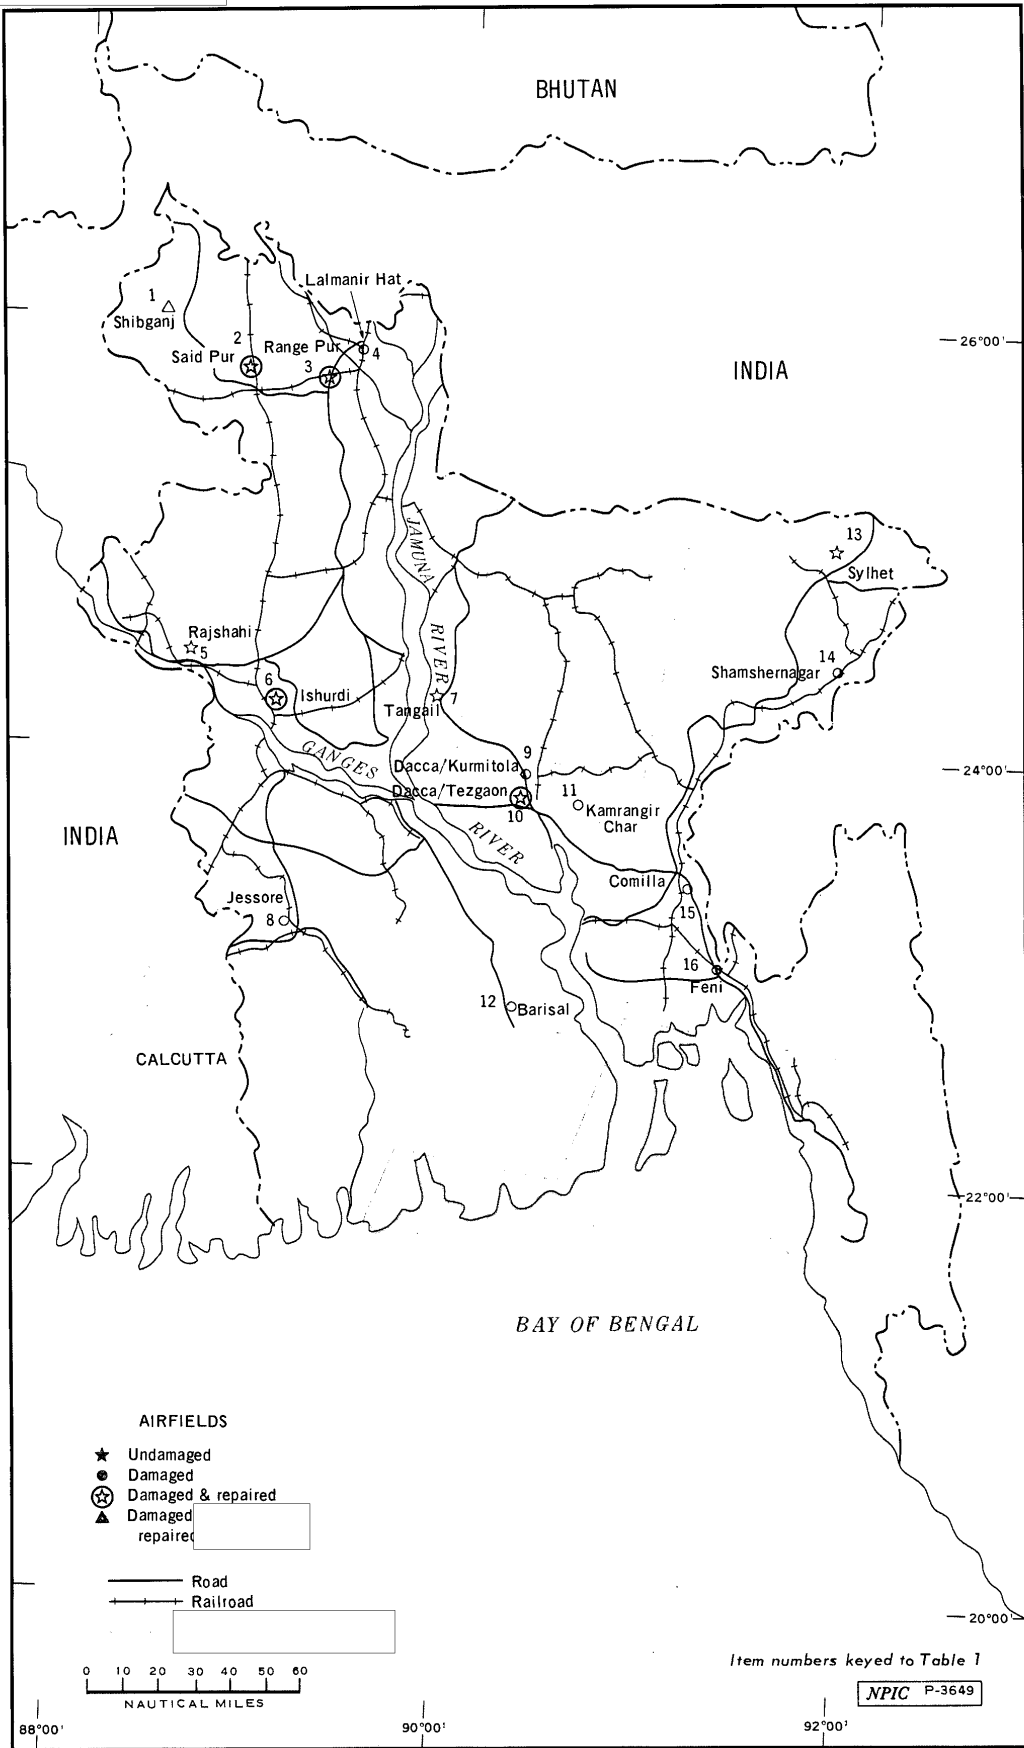 BHUTAN
Lalmanir Hat
1
Shibganj
2
Said Pur
Range Pur
3
4
26°00'
INDIA
JAMUNA
RIVER
13
Sylhet
Rajshahi
5
14
Shamshernagar
6
Ishurdi
7
Tangail
GANGES
RIVER
9
Dacca/Kurmitola
Dacca/Tezgaon
10
11
Kamrangir
Char
24°00'
INDIA
Comilla
15
Jessore
8
16
Feni
12
Barisal
CALCUTTA
22°00'
BAY OF BENGAL
AIRFIELDS
Undamaged
Damaged
Damaged & repaired
Damaged
repaired
Road
Railroad
0 10 20 30 40 50 60
NAUTICAL MILES
20°00'
Item numbers keyed to Table 1
NPIC P-3649
88°00'
90°00'
92°00'